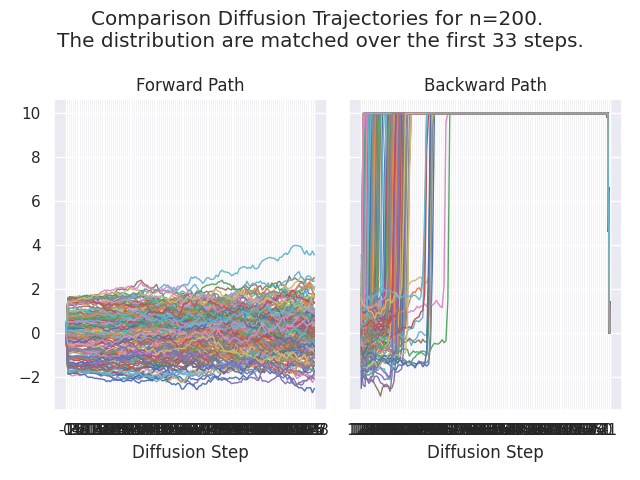 Comparison Diffusion Trajectories for n=200.
The distribution are matched over the first 33 steps.
Forward Path
Backward Path
10
8
6
4
2
0
−2
Diffusion Step
Diffusion Step